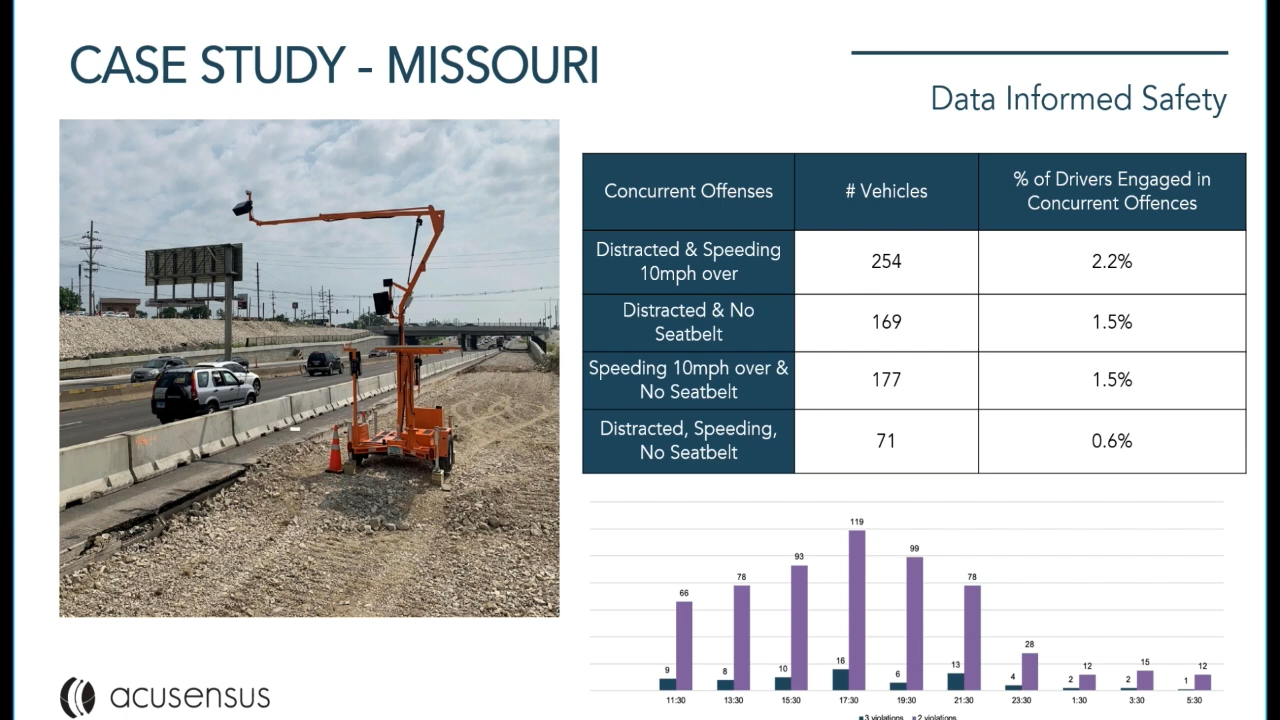 CASE STUDY - MISSOURI
Data Informed Safety
Concurrent Offenses
# Vehicles
% of Drivers Engaged in
Concurrent Offences
Distracted & Speeding
10mph over
254
2.2%
Distracted & No
Seatbelt
169
1.5%
Speeding 10mph over &
No Seatbelt
177
1.5%
Distracted, Speeding,
No Seatbelt
71
0.6%
9 66 8 78 10 93 16 119 6 99 13 78 4 28 2 12 2 15 1 12
11:30 13:30 15:30 17:30 19:30 21:30 23:30 1:30 3:30 5:30
3 violations 2 violations
acusensus